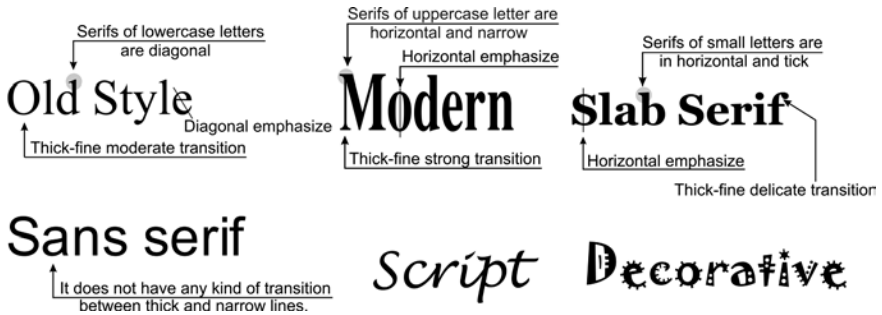 Serifs of lowercase letters
are diagonal
Old Style
Diagonal emphasize
Thick-fine moderate transition
Serifs of uppercase letter are
horizontal and narrow
Horizontal emphasize
Modern
Thick-fine strong transition
Serifs of small letters are
in horizontal and tick
Slab Serif
Horizontal emphasize
Thick-fine delicate transition
Sans serif
It does not have any kind of transition
between thick and narrow lines.
Script
Decorative